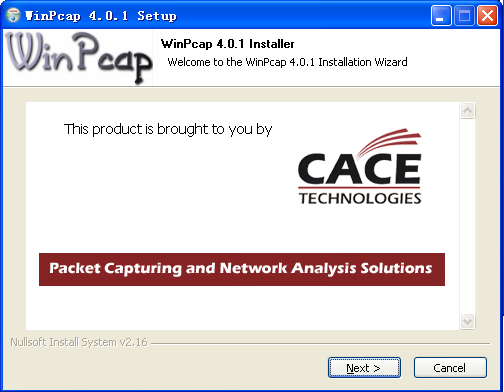 WinPcap 4.0.1 Setup
WinPcap
WinPcap 4.0.1 Installer
Welcome to the WinPcap 4.0.1 Installation Wizard
This product is brought to you by
CACE
TECHNOLOGIES
Packet Capturing and Network Analysis Solutions
Nullsoft Install System v2.16
Next >
Cancel